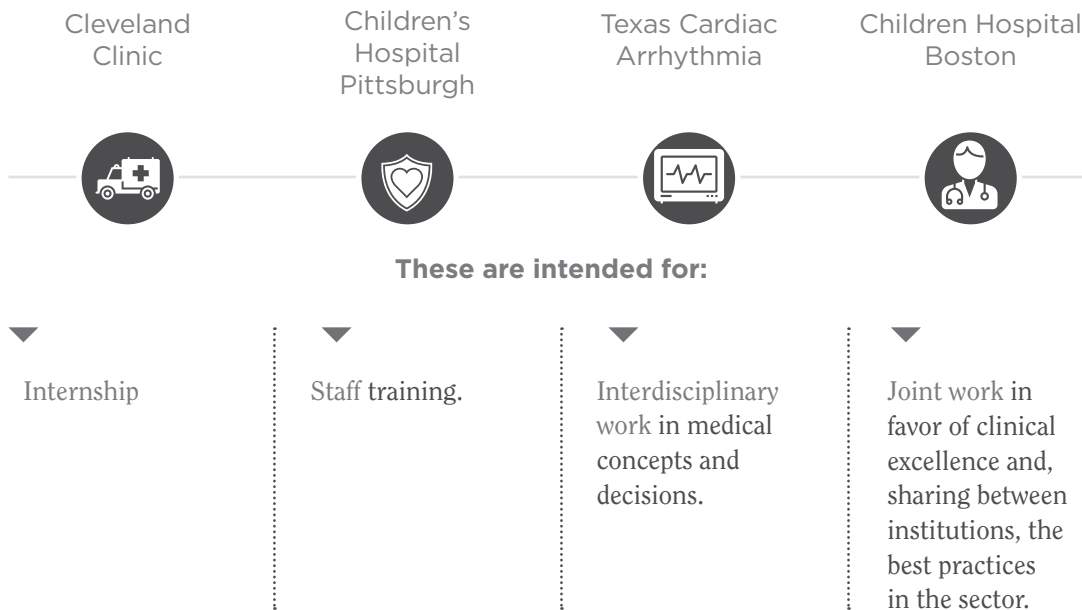 Cleveland
Clinic
Children's
Hospital
Pittsburgh
Texas Cardiac
Arrhythmia
Children Hospital
Boston
These are intended for:
Internship
Staff training.
Interdisciplinary
work in medical
concepts and
decisions.
Joint work in
favor of clinical
excellence and,
sharing between
institutions, the
best practices
in the sector.